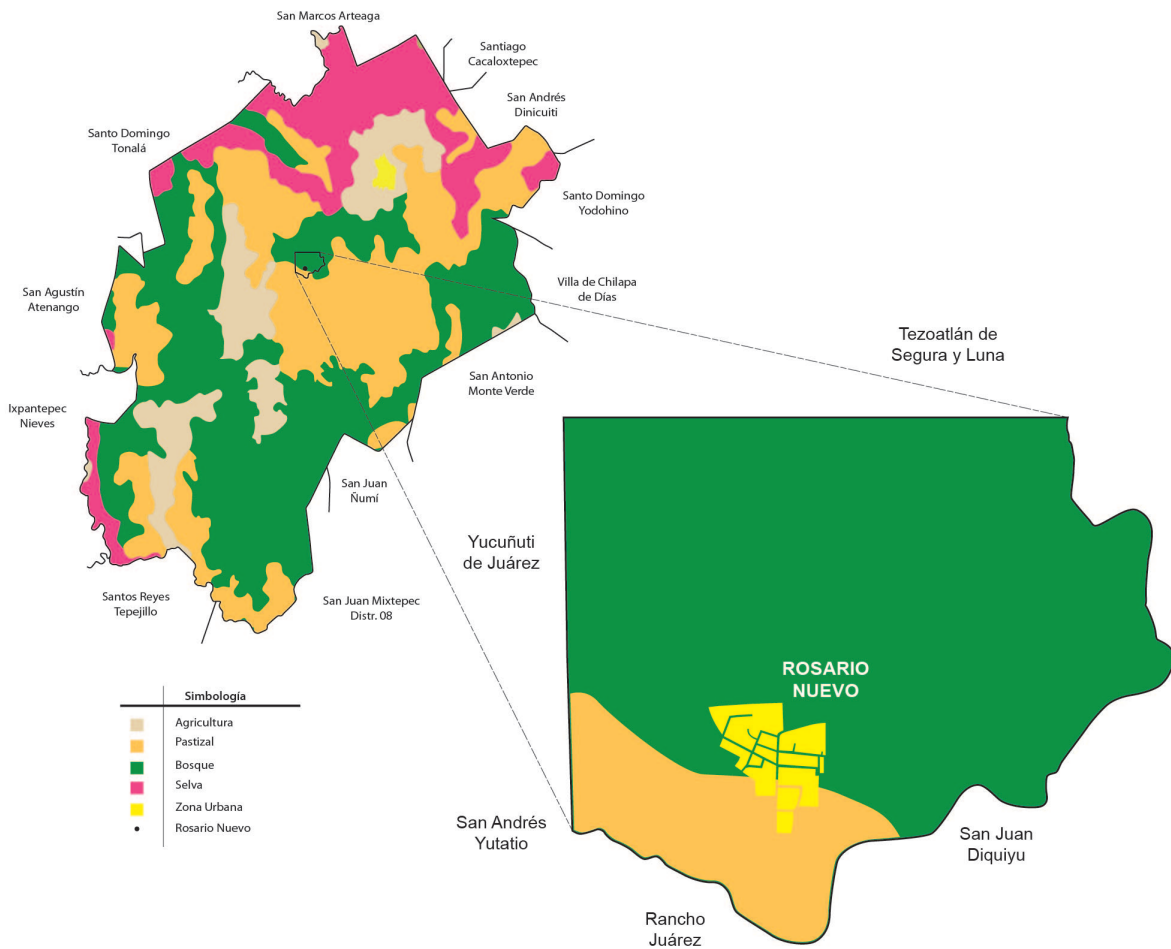 San Marcos Arteaga
Santiago
Cacaloxtepec
San Andrés
Dinicuiti
Santo Domingo
Tonalá
Santo Domingo
Yodohino
Villa de Chilapa
de Días
San Agustín
Atenango
San Antonio
Monte Verde
Ixpantepec
Nieves
San Juan
Ñumí
Santos Reyes
Tepejillo
San Juan Mixtepec
Distr. 08
Simbología
Agricultura
Pastizal
Bosque
Selva
Zona Urbana
Rosario Nuevo
Tezoatlán de
Segura y Luna
Yucuñuti
de Juárez
ROSARIO
NUEVO
San Andrés
Yutatio
San Juan
Diquiyu
Rancho
Juárez